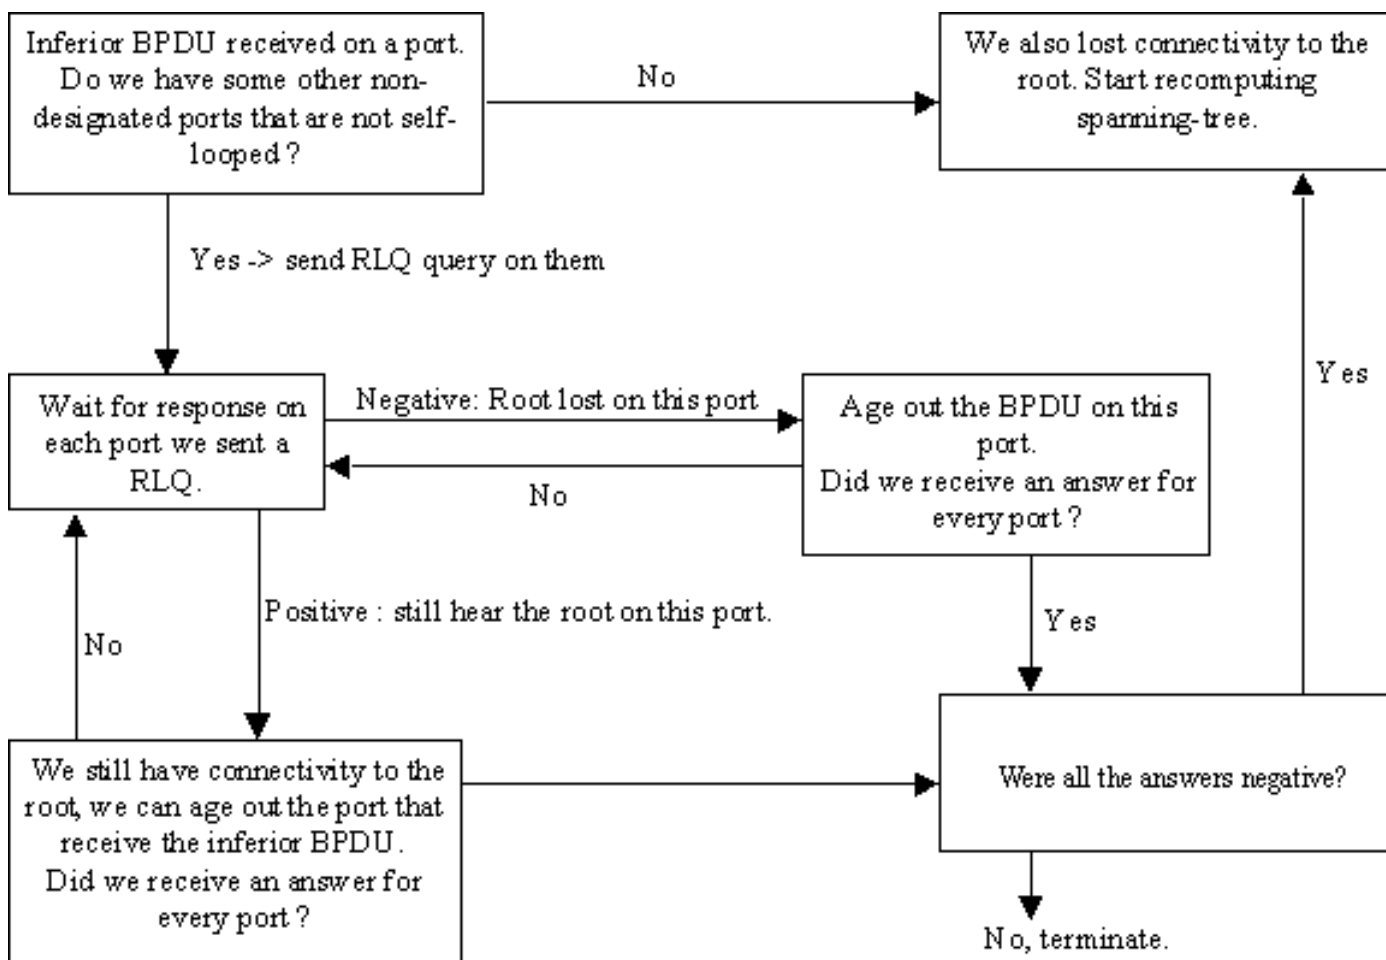 Inferior BPDU received on a port.
Do we have some other non-
designated ports that are not self-
looped ?
No
We also lost connectivity to the
root. Start recomputing
spanning-tree.
Yes -> send RLQ query on them
Yes
Wait for response on
each port we sent a
RLQ.
Negative: Root lost on this port
No
Age out the BPDU on this
port.
Did we receive an answer for
every port ?
No
Positive : still hear the root on this port.
Yes
We still have connectivity to the
root, we can age out the port that
receive the inferior BPDU.
Did we receive an answer for
every port ?
Were all the answers negative?
No, terminate.